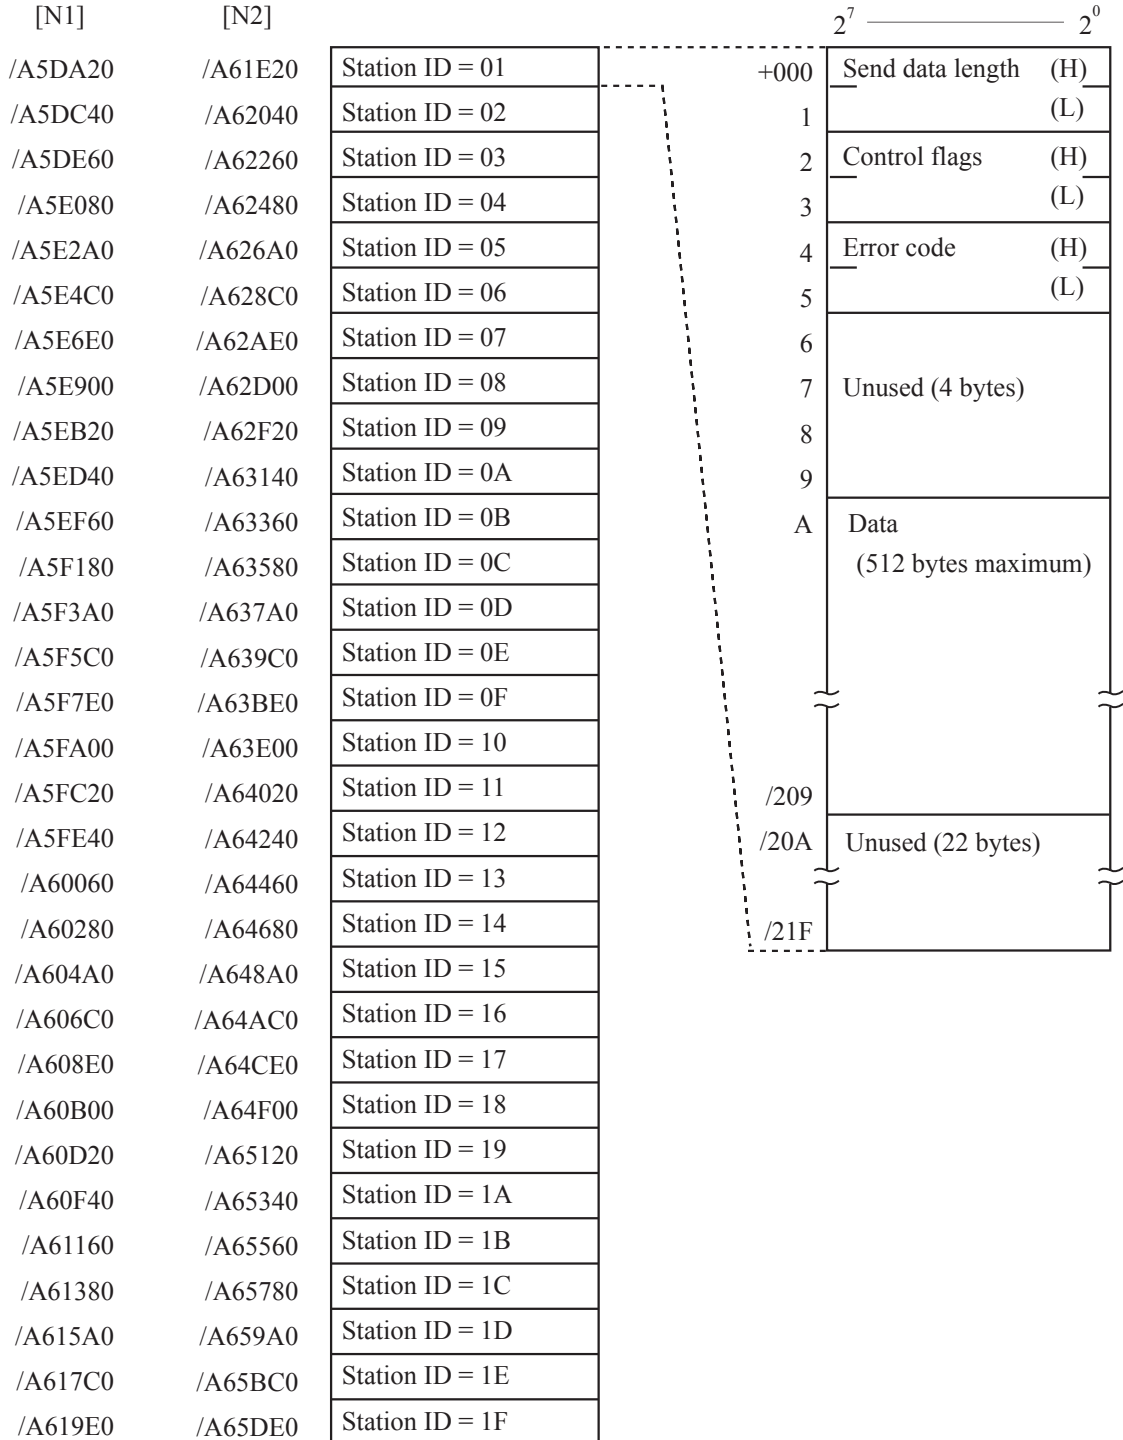 [N1] [N2] 2⁷ 2⁰
/A5DA20 /A61E20 Station ID = 01 +000 Send data length (H)
/A5DC40 /A62040 Station ID = 02 1 (L)
/A5DE60 /A62260 Station ID = 03 2 Control flags (H)
/A5E080 /A62480 Station ID = 04 3 (L)
/A5E2A0 /A626A0 Station ID = 05 4 Error code (H)
/A5E4C0 /A628C0 Station ID = 06 5 (L)
/A5E6E0 /A62AE0 Station ID = 07 6
/A5E900 /A62D00 Station ID = 08 7 Unused (4 bytes)
/A5EB20 /A62F20 Station ID = 09 8
/A5ED40 /A63140 Station ID = 0A 9
/A5EF60 /A63360 Station ID = 0B A Data
/A5F180 /A63580 Station ID = 0C (512 bytes maximum)
/A5F3A0 /A637A0 Station ID = 0D
/A5F5C0 /A639C0 Station ID = 0E
/A5F7E0 /A63BE0 Station ID = 0F
/A5FA00 /A63E00 Station ID = 10
/A5FC20 /A64020 Station ID = 11 /209
/A5FE40 /A64240 Station ID = 12 /20A Unused (22 bytes)
/A60060 /A64460 Station ID = 13
/A60280 /A64680 Station ID = 14 /21F
/A604A0 /A648A0 Station ID = 15
/A606C0 /A64AC0 Station ID = 16
/A608E0 /A64CE0 Station ID = 17
/A60B00 /A64F00 Station ID = 18
/A60D20 /A65120 Station ID = 19
/A60F40 /A65340 Station ID = 1A
/A61160 /A65560 Station ID = 1B
/A61380 /A65780 Station ID = 1C
/A615A0 /A659A0 Station ID = 1D
/A617C0 /A65BC0 Station ID = 1E
/A619E0 /A65DE0 Station ID = 1F